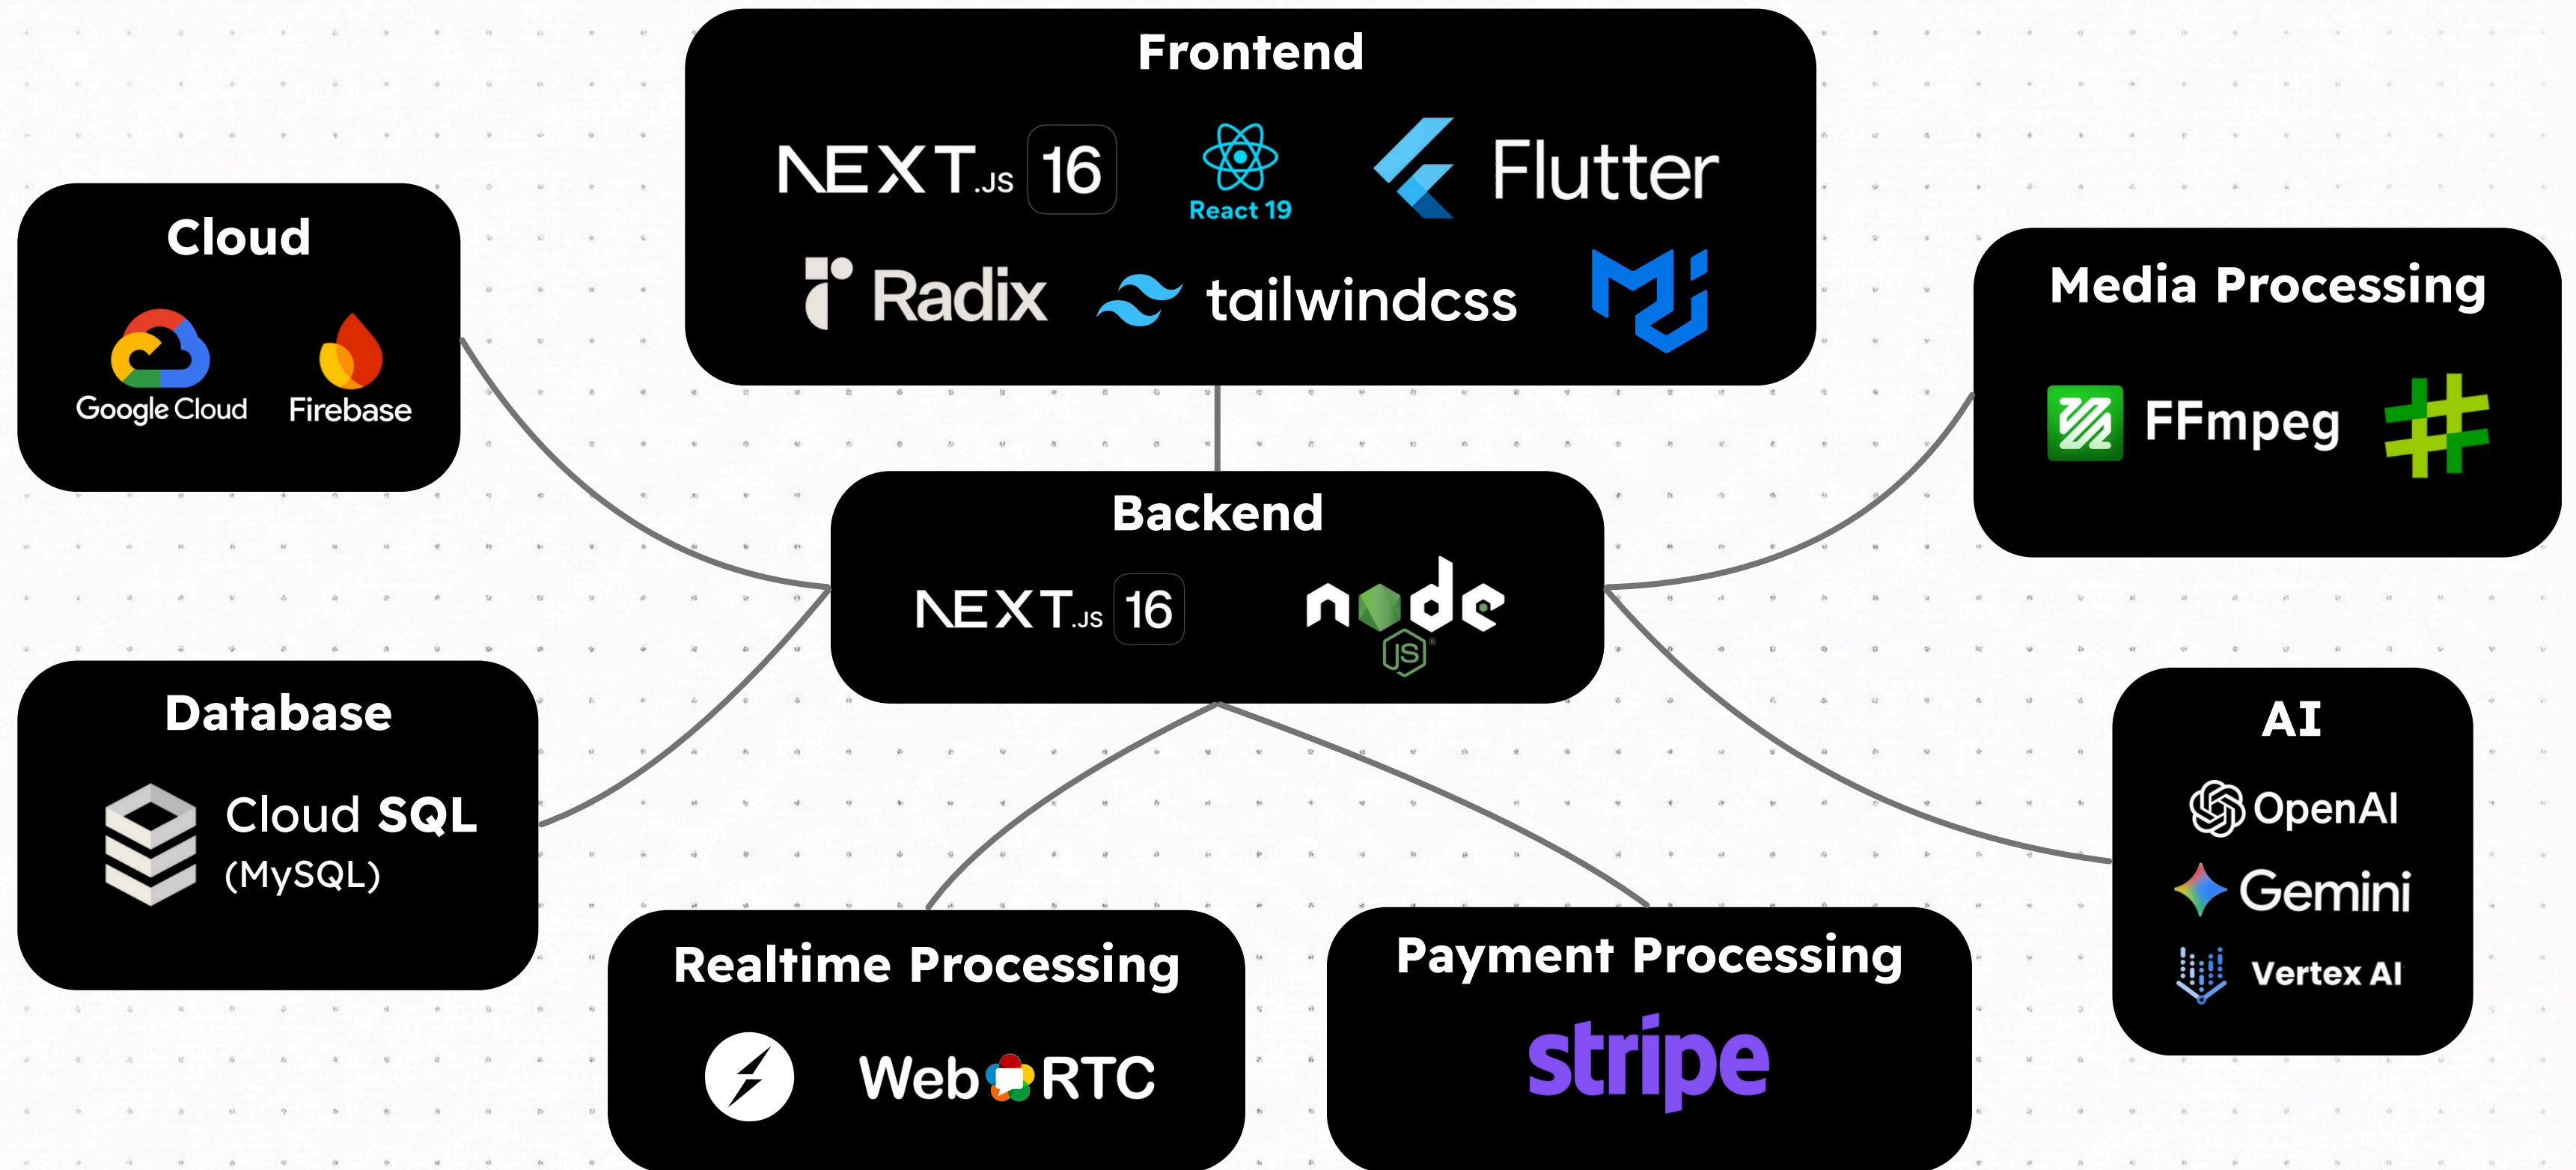 Frontend
NEXT.JS 16
React 19
Flutter
Radix
tailwindcss
Cloud
Google Cloud
Firebase
Media Processing
FFmpeg
Backend
NEXT.JS 16
node
JS
Database
Cloud SQL
(MySQL)
AI
OpenAI
Gemini
Vertex AI
Realtime Processing
WebRTC
Payment Processing
stripe